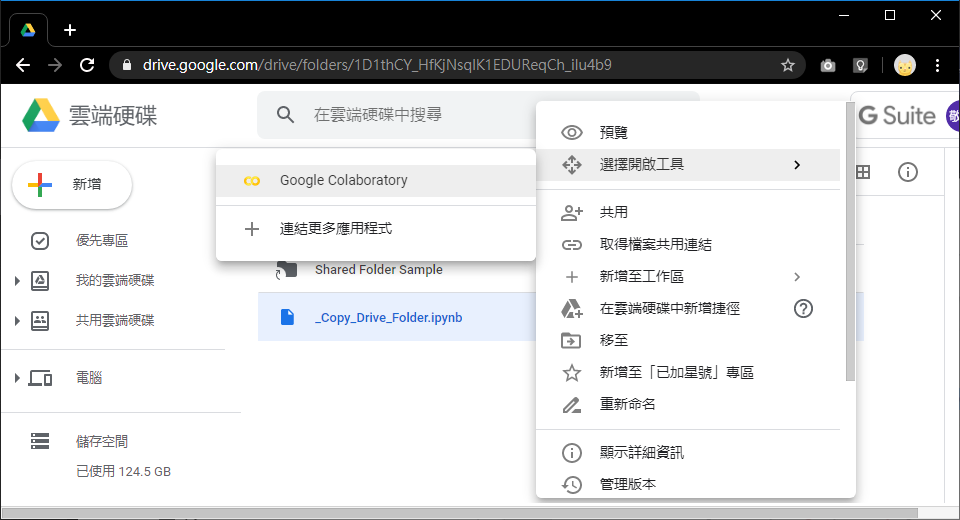 drive.google.com/drive/folders/1D1thCY_HfKjNsqlK1EDUReqCh_ilu4b9
雲端硬碟
在雲端硬碟中搜尋
G Suite
敬
新增
優先專區
我的雲端硬碟
共用雲端硬碟
電腦
儲存空間
已使用 124.5 GB
Google Colaboratory
連結更多應用程式
Shared Folder Sample
_Copy_Drive_Folder.ipynb
預覽
選擇開啟工具
共用
取得檔案共用連結
新增至工作區
在雲端硬碟中新增捷徑
移至
新增至「已加星號」專區
重新命名
顯示詳細資訊
管理版本